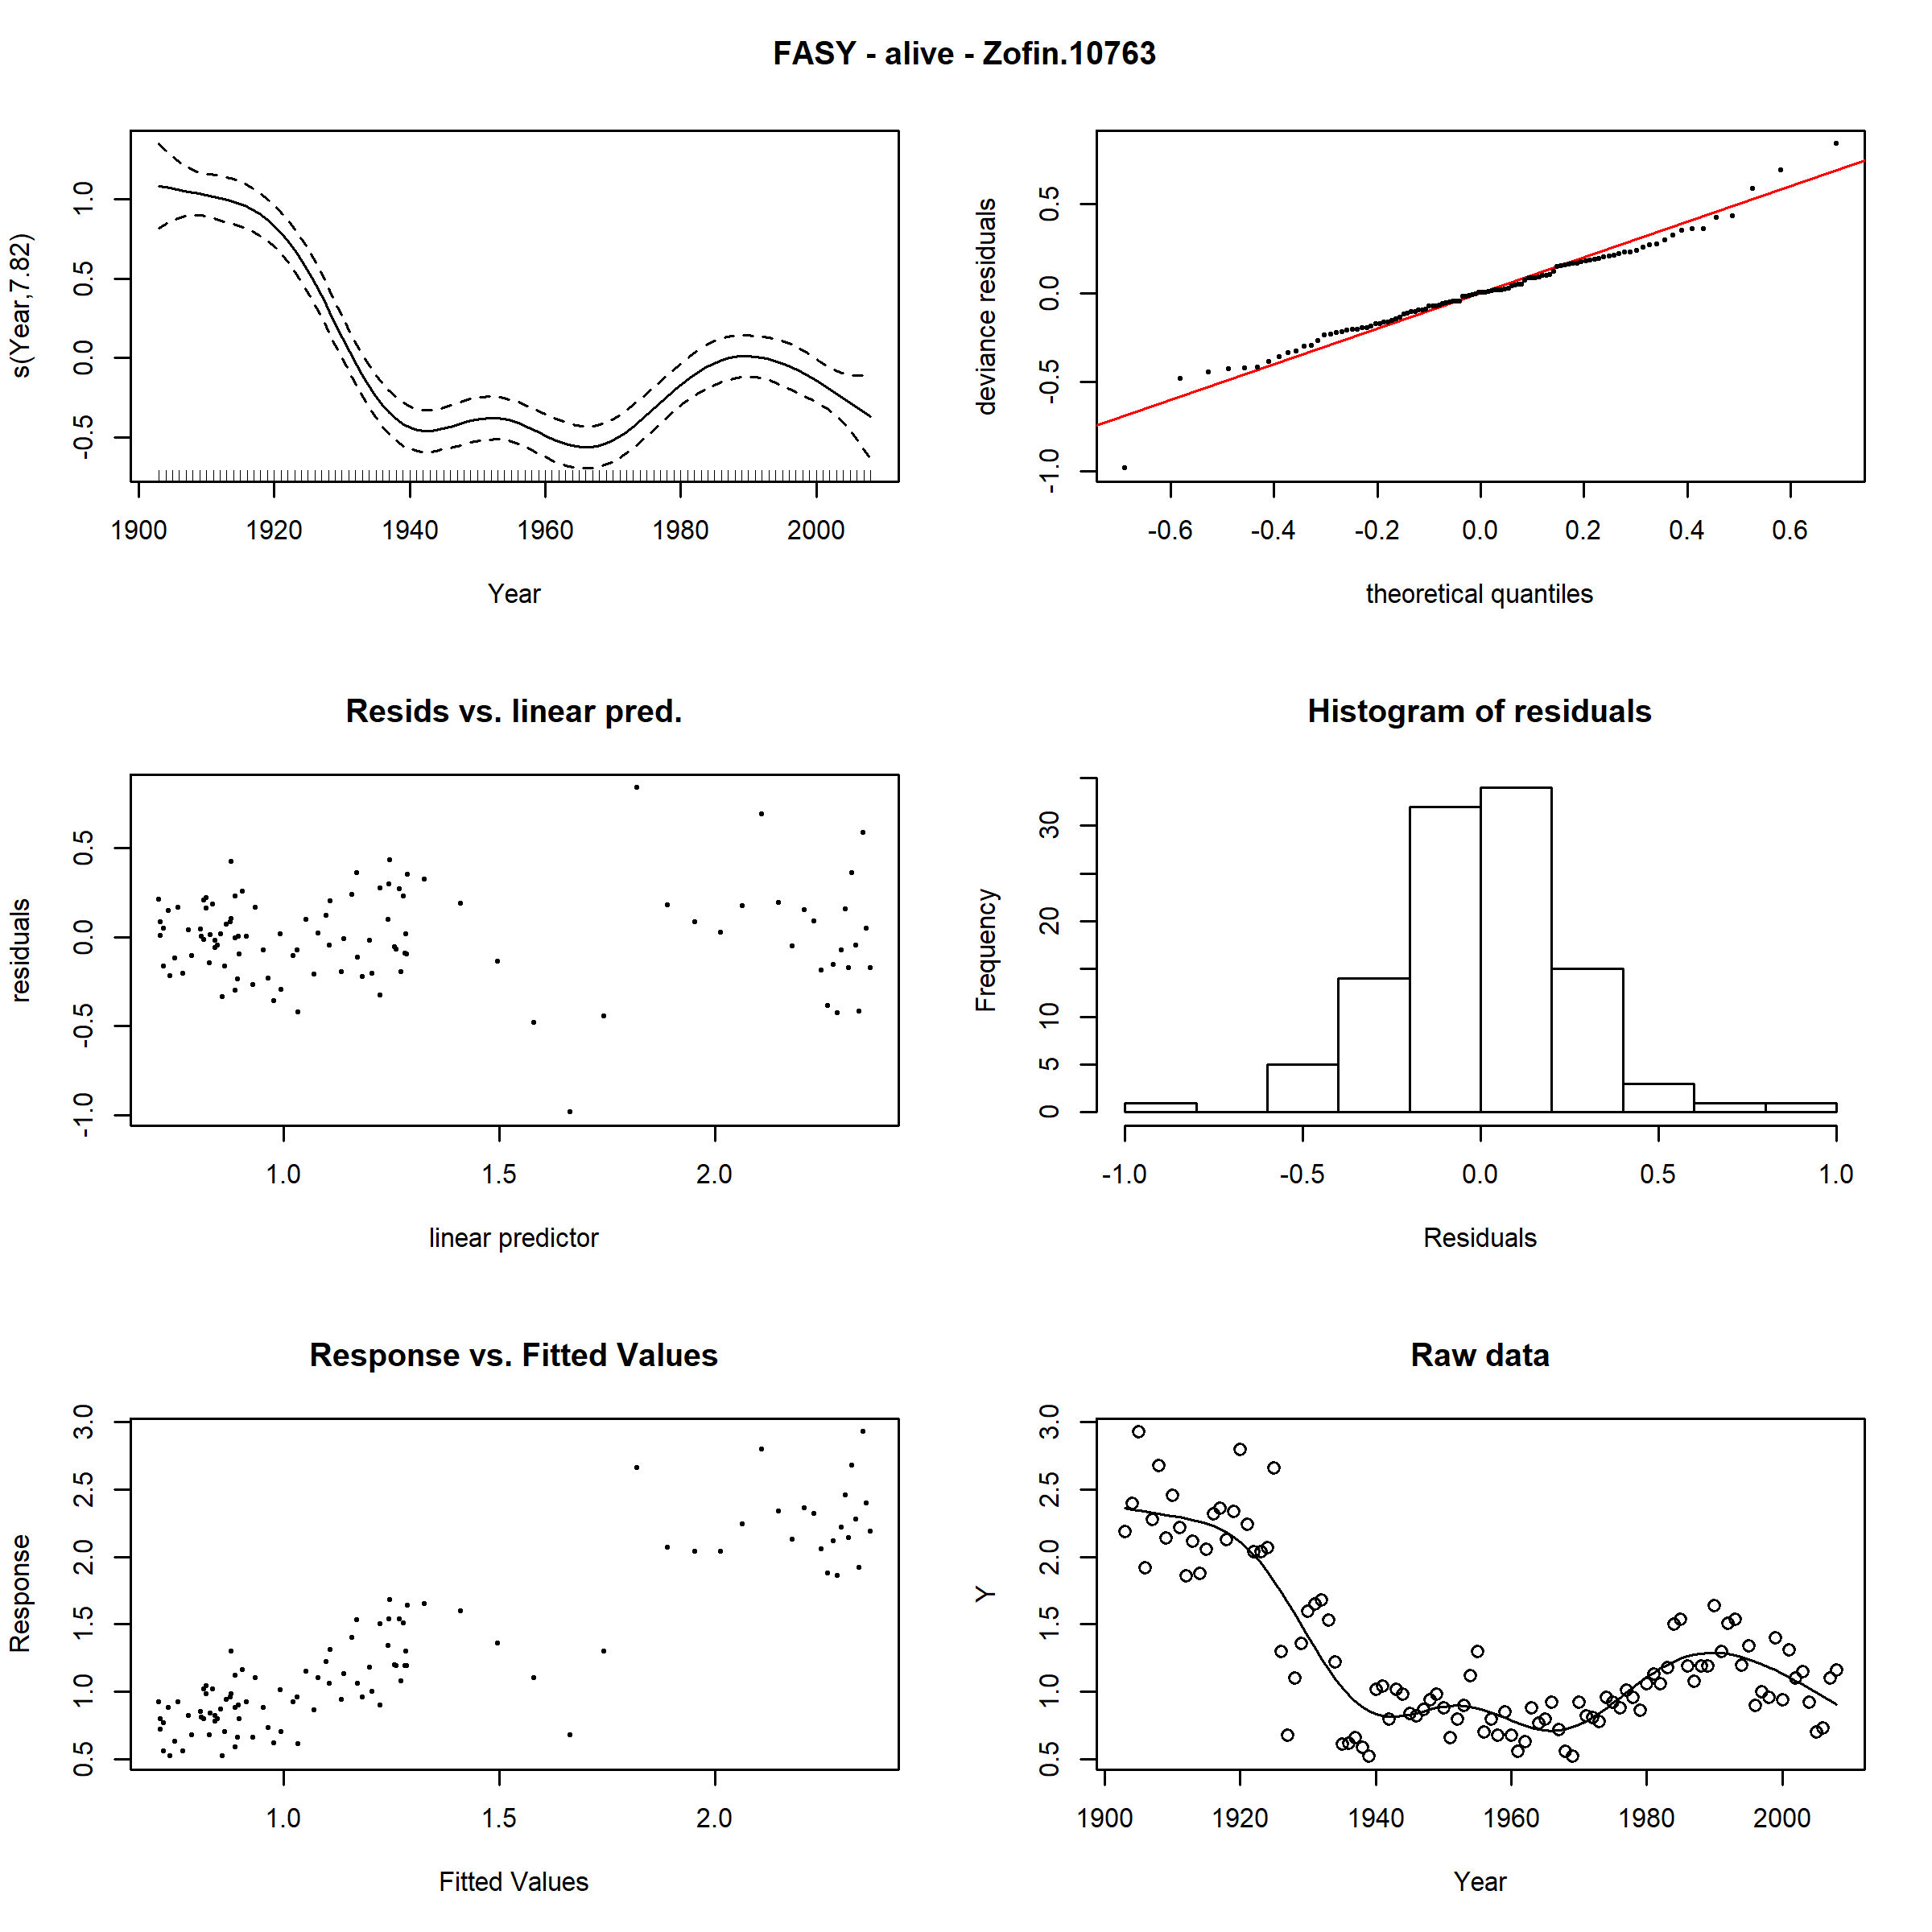 FASY - alive - Zofin.10763
s(Year,7.82)
1.0
0.5
0.0
-0.5
1900 1920 1940 1960 1980 2000
Year
deviance residuals
0.5
0.0
-0.5
-1.0
-0.6 -0.4 -0.2 0.0 0.2 0.4 0.6
theoretical quantiles
Resids vs. linear pred.
residuals
0.5
0.0
-0.5
-1.0
1.0 1.5 2.0
linear predictor
Histogram of residuals
Frequency
30
20
10
5
0
-1.0 -0.5 0.0 0.5 1.0
Residuals
Response vs. Fitted Values
Response
3.0
2.5
2.0
1.5
1.0
0.5
1.0 1.5 2.0
Fitted Values
Raw data
Y
3.0
2.5
2.0
1.5
1.0
0.5
1900 1920 1940 1960 1980 2000
Year